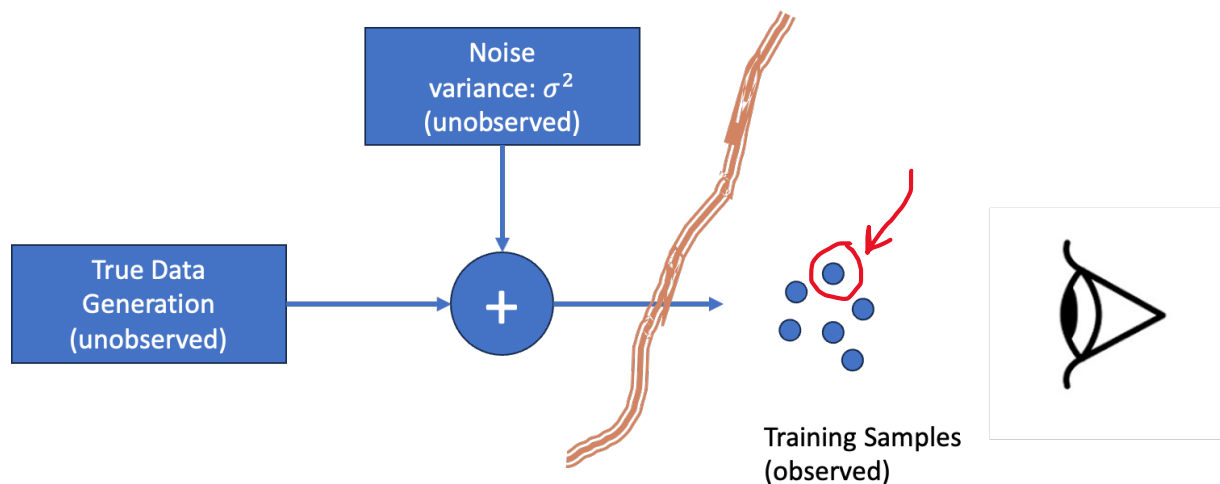 Noise
variance: σ²
(unobserved)
True Data
Generation
(unobserved)
+
Training Samples
(observed)